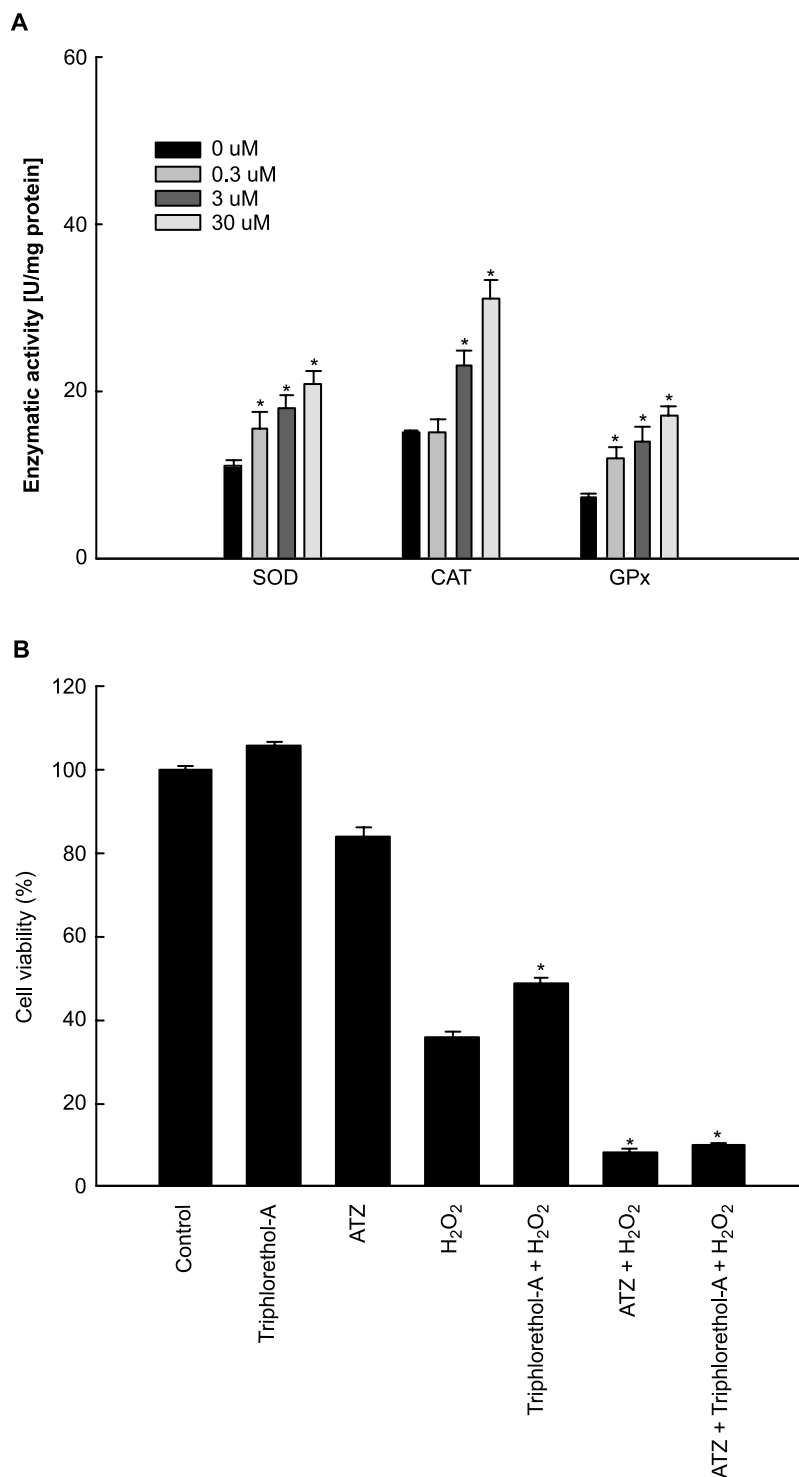 A
60
40
20
0
Enzymatic activity [U/mg protein]
0 uM
0.3 uM
3 uM
30 uM
* * *
* *
* * *
SOD CAT GPx
B
120
100
80
60
40
20
0
Cell viability (%)
*
*
*
Control
Triphlorethol-A
ATZ
H₂O₂
Triphlorethol-A + H₂O₂
ATZ + H₂O₂
ATZ + Triphlorethol-A + H₂O₂